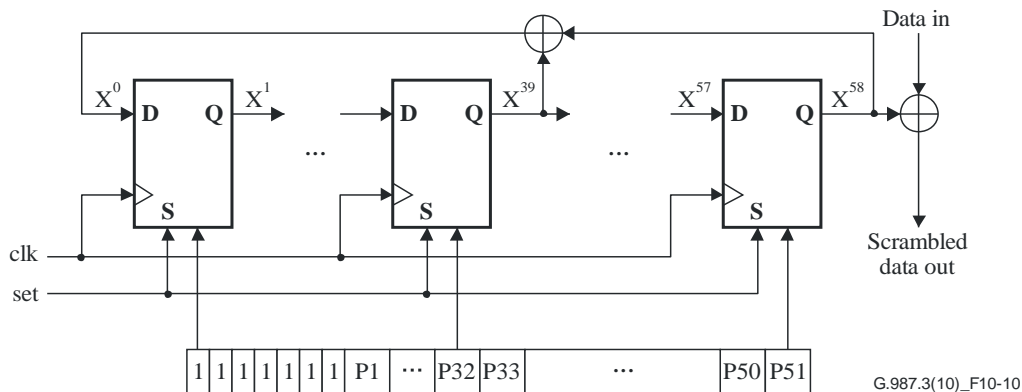 Data in
X0 D Q X1 X39 D Q X57 D Q X58
... ...
S S S
clk
Scrambled
data out
set
1 1 1 1 1 1 1 P1 ... P32 P33 ... P50 P51
G.987.3(10)_F10-10